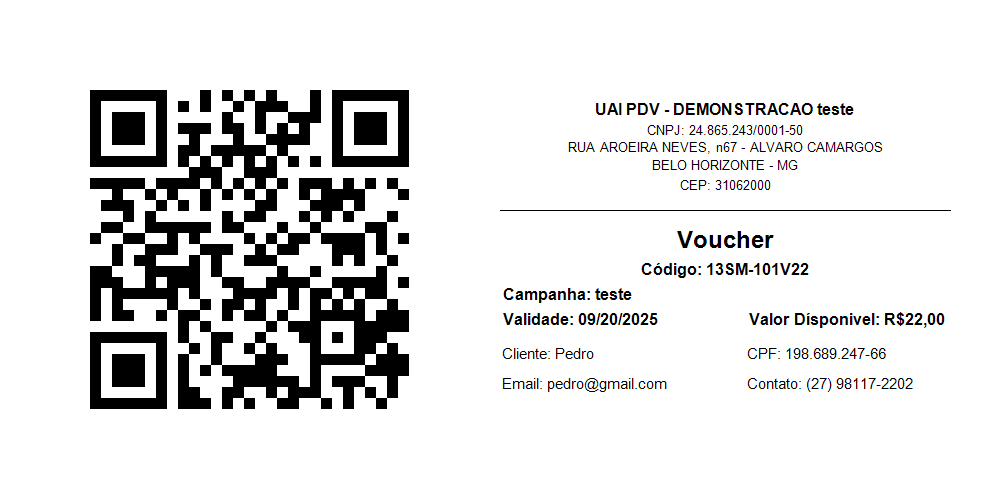 UAI PDV - DEMONSTRACAO teste
CNPJ: 24.865.243/0001-50
RUA AROEIRA NEVES, n67 - ALVARO CAMARGOS
BELO HORIZONTE - MG
CEP: 31062000
Voucher
Código: 13SM-101V22
Campanha: teste
Validade: 09/20/2025 Valor Disponivel: R$22,00
Cliente: Pedro CPF: 198.689.247-66
Email: pedro@gmail.com Contato: (27) 98117-2202